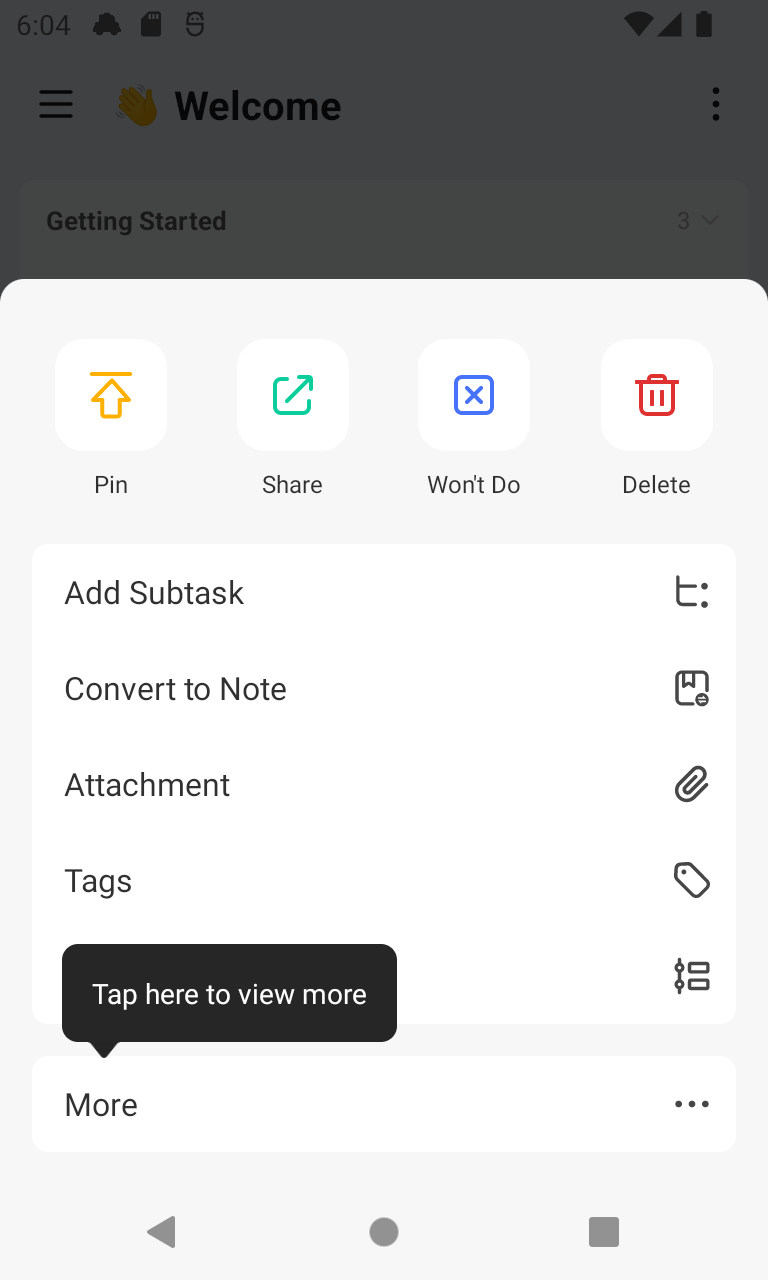 6:04
Welcome
Getting Started
3
Pin
Share
Won't Do
Delete
Add Subtask
Convert to Note
Attachment
Tags
Tap here to view more
More